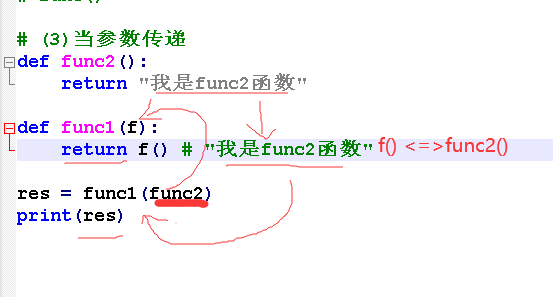 # (3)当参数传递
def func2():
return "我是func2函数"
def func1(f):
return f() # "我是func2函数" f() <=>func2()
res = func1(func2)
print(res)